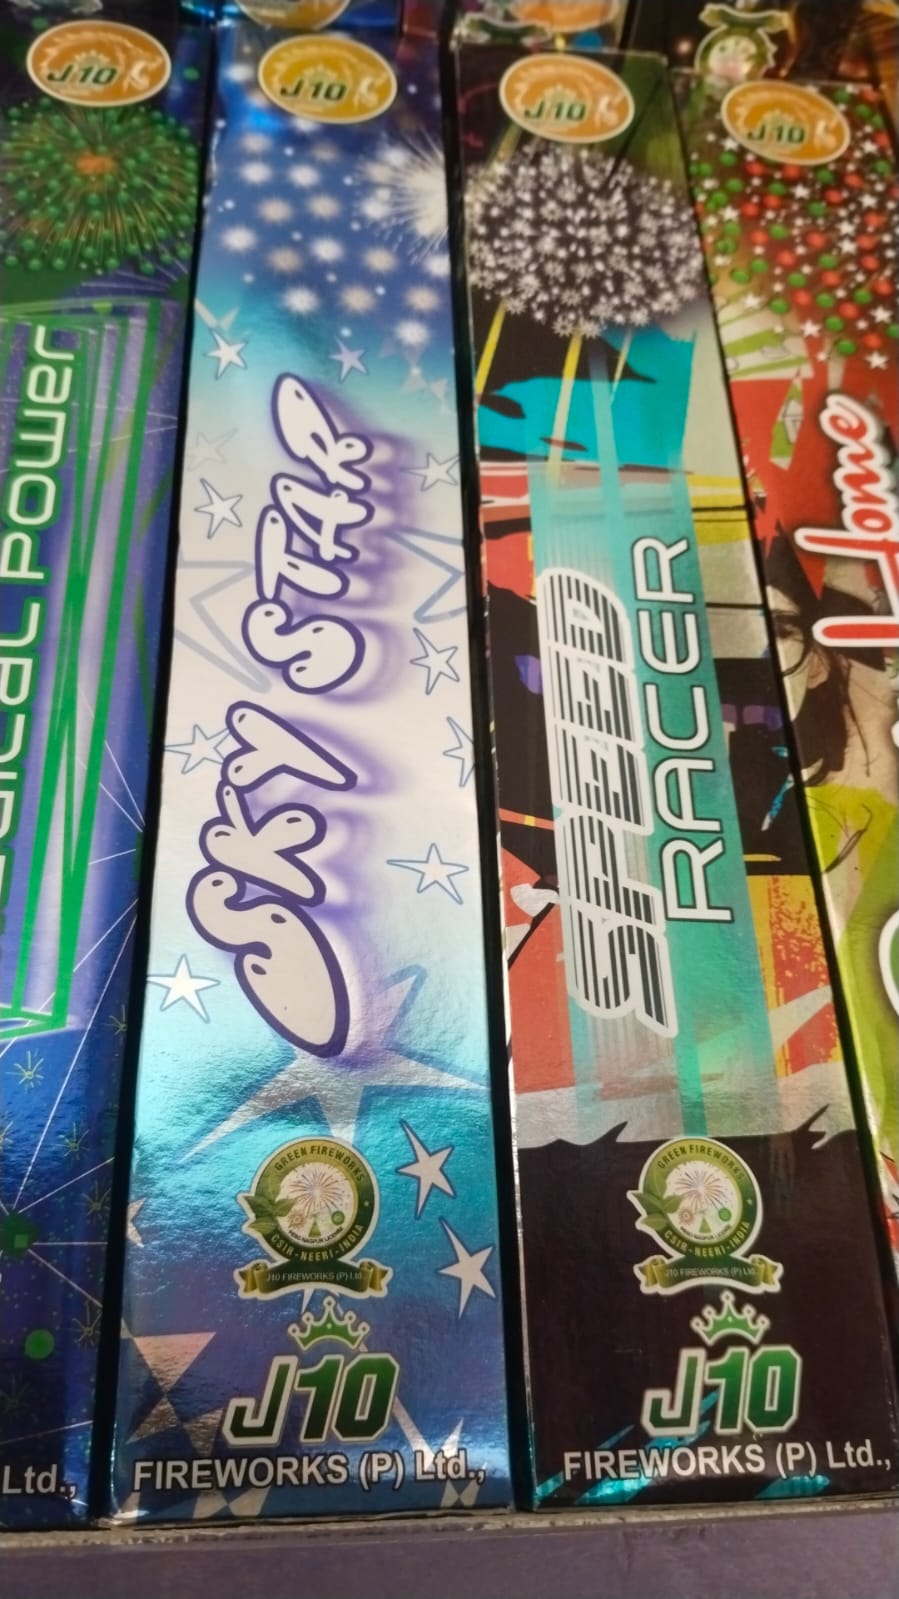 J10
J10
J10
J10
Power
SKY STAR
SPEED
RACER
Home
GREEN FIREWORKS
CSIR-NEERI-INDIA
J10 FIREWORKS (P) Ltd.
J10
FIREWORKS (P) Ltd.,
GREEN FIREWORKS
CSIR-NEERI-INDIA
J10 FIREWORKS (P) Ltd.
J10
FIREWORKS (P) Ltd.,
Ltd.,